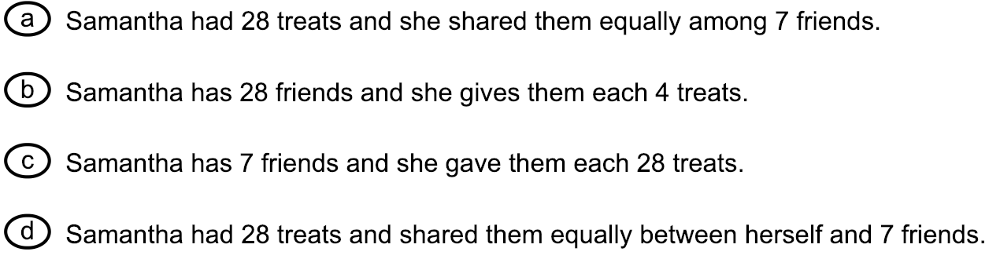 a Samantha had 28 treats and she shared them equally among 7 friends.
b Samantha has 28 friends and she gives them each 4 treats.
c Samantha has 7 friends and she gave them each 28 treats.
d Samantha had 28 treats and shared them equally between herself and 7 friends.